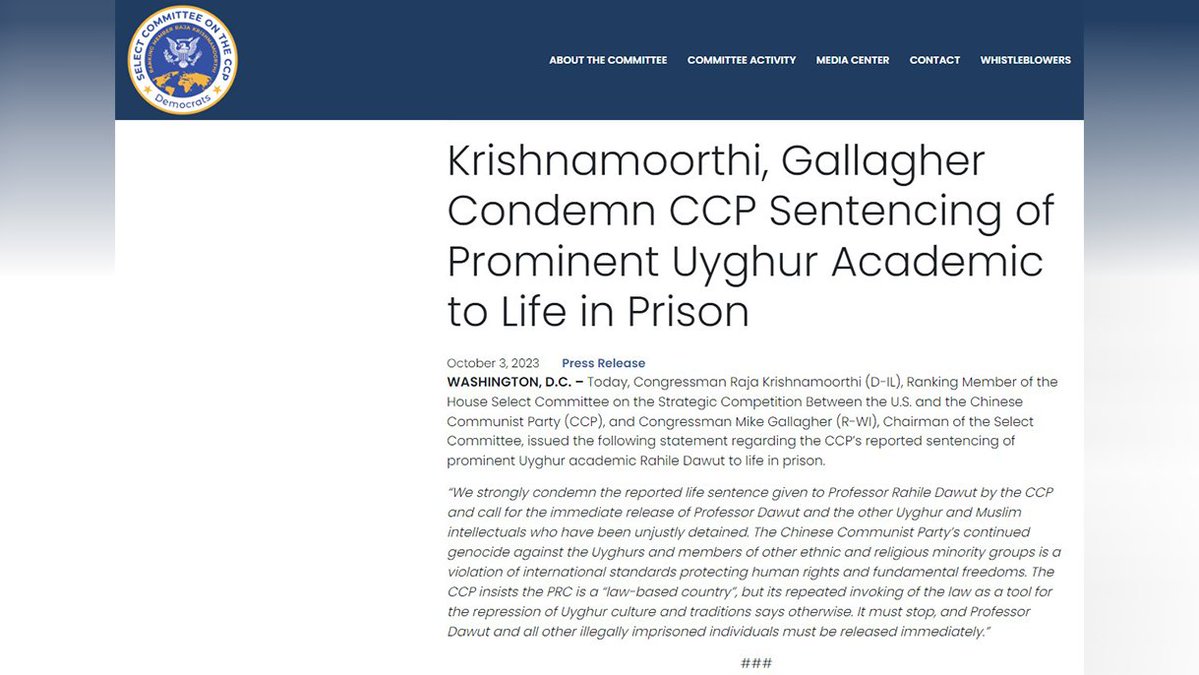 SELECT COMMITTEE ON THE CCP
RANKING MEMBER RAJA KRISHNAMOORTHI
Democrats
ABOUT THE COMMITTEE COMMITTEE ACTIVITY MEDIA CENTER CONTACT WHISTLEBLOWERS
Krishnamoorthi, Gallagher
Condemn CCP Sentencing of
Prominent Uyghur Academic
to Life in Prison
October 3, 2023 Press Release
WASHINGTON, D.C. – Today, Congressman Raja Krishnamoorthi (D-IL), Ranking Member of the
House Select Committee on the Strategic Competition Between the U.S. and the Chinese
Communist Party (CCP), and Congressman Mike Gallagher (R-WI), Chairman of the Select
Committee, issued the following statement regarding the CCP’s reported sentencing of
prominent Uyghur academic Rahile Dawut to life in prison.
“We strongly condemn the reported life sentence given to Professor Rahile Dawut by the CCP
and call for the immediate release of Professor Dawut and the other Uyghur and Muslim
intellectuals who have been unjustly detained. The Chinese Communist Party’s continued
genocide against the Uyghurs and members of other ethnic and religious minority groups is a
violation of international standards protecting human rights and fundamental freedoms. The
CCP insists the PRC is a “law-based country”, but its repeated invoking of the law as a tool for
the repression of Uyghur culture and traditions says otherwise. It must stop, and Professor
Dawut and all other illegally imprisoned individuals must be released immediately.”
###